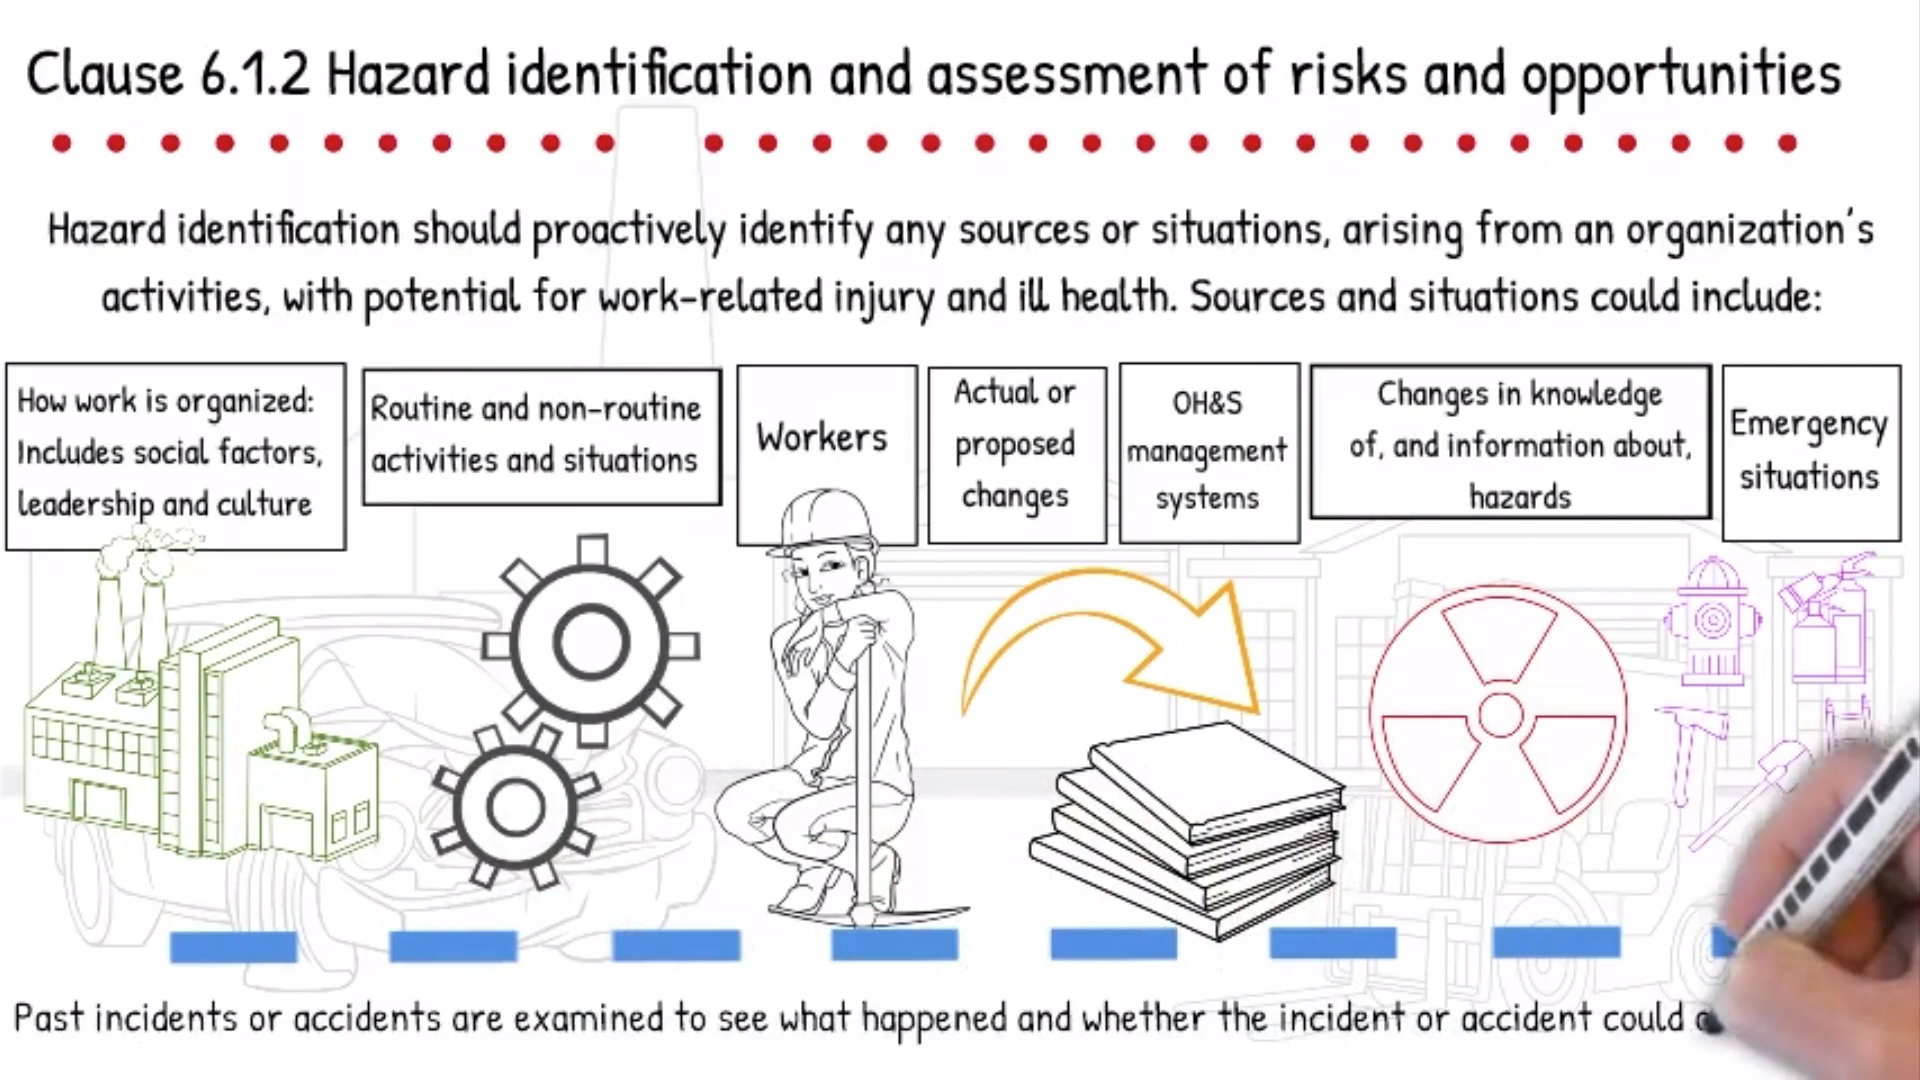 Clause 6.1.2 Hazard identification and assessment of risks and opportunities
Hazard identification should proactively identify any sources or situations, arising from an organization's
activities, with potential for work-related injury and ill health. Sources and situations could include:
How work is organized:
Includes social factors,
leadership and culture
Routine and non-routine
activities and situations
Workers
Actual or
proposed
changes
OH&S
management
systems
Changes in knowledge
of, and information about,
hazards
Emergency
situations
Past incidents or accidents are examined to see what happened and whether the incident or accident could